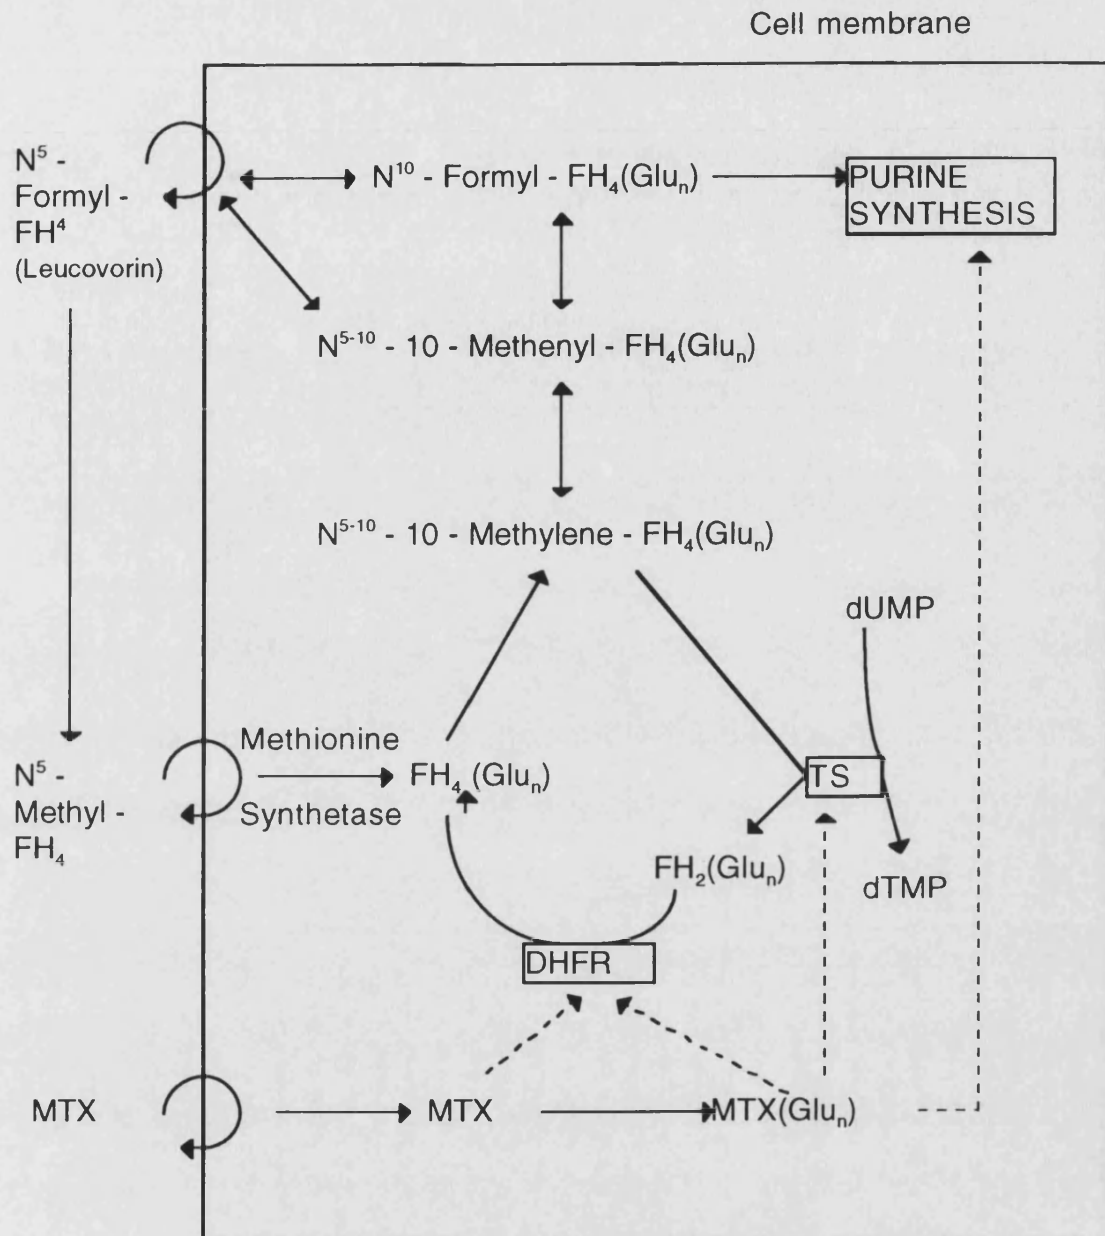 Cell membrane
N⁵ -
Formyl -
FH⁴
(Leucovorin)
N¹⁰ - Formyl - FH₄(Gluₙ)
PURINE
SYNTHESIS
N⁵⁻¹⁰ - 10 - Methenyl - FH₄(Gluₙ)
N⁵⁻¹⁰ - 10 - Methylene - FH₄(Gluₙ)
dUMP
N⁵ -
Methyl -
FH₄
Methionine
Synthetase
FH₄ (Gluₙ)
TS
FH₂(Gluₙ)
dTMP
DHFR
MTX
MTX
MTX(Gluₙ)